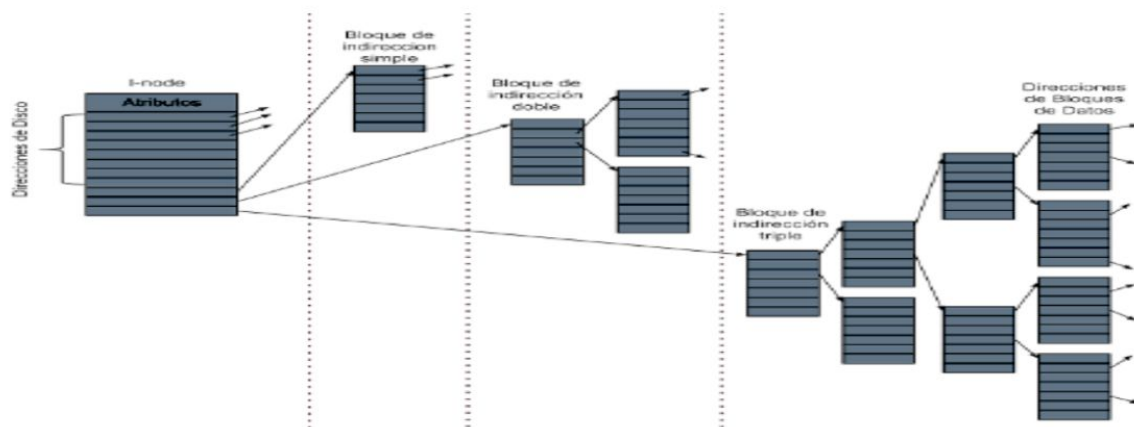 I-node
Atributos
Direcciones de Disco
Bloque de
indireccion
simple
Bloque de
indirección
doble
Bloque de
indirección
triple
Direcciones
de Bloques
de Datos